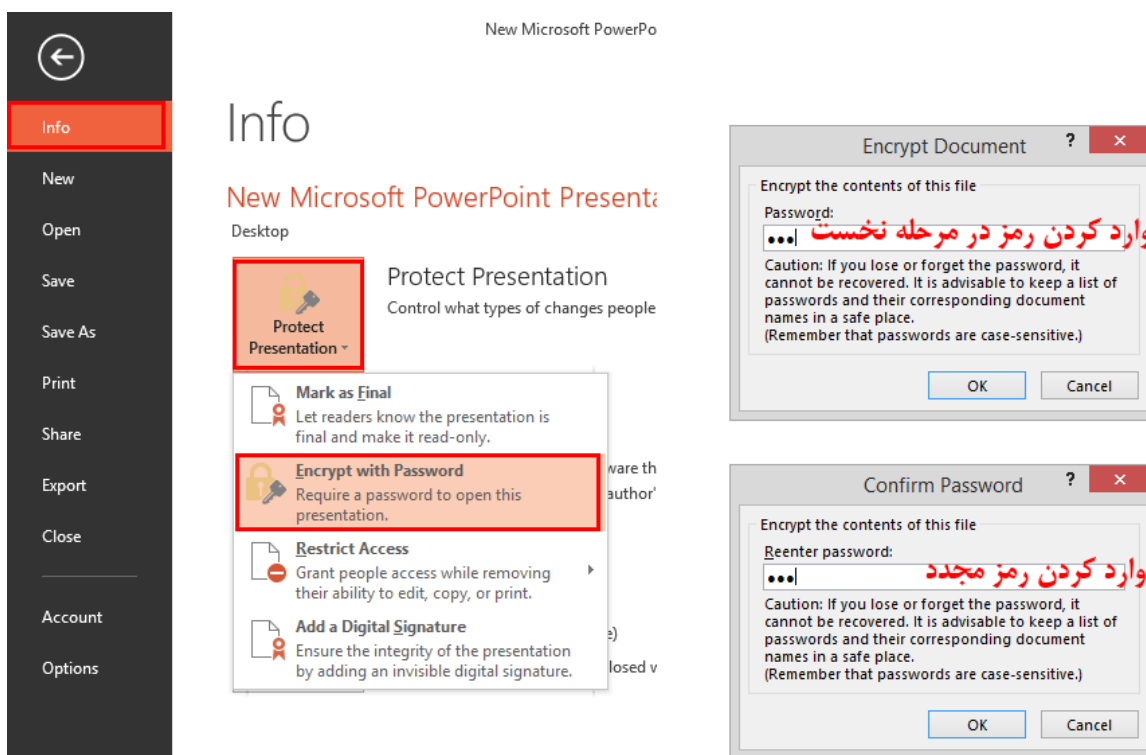 New Microsoft PowerPo
Info
New
Open
Save
Save As
Print
Share
Export
Close
Account
Options
Info
New Microsoft PowerPoint Presenta
Desktop
Protect
Presentation
Protect Presentation
Control what types of changes people
Mark as Final
Let readers know the presentation is
final and make it read-only.
Encrypt with Password
Require a password to open this
presentation.
Restrict Access
Grant people access while removing
their ability to edit, copy, or print.
Add a Digital Signature
Ensure the integrity of the presentation
by adding an invisible digital signature.
ware th
author'
e)
losed w
Encrypt Document ?
Encrypt the contents of this file
Password:
وارد کردن رمز در مرحله نخست
Caution: If you lose or forget the password, it
cannot be recovered. It is advisable to keep a list of
passwords and their corresponding document
names in a safe place.
(Remember that passwords are case-sensitive.)
OK Cancel
Confirm Password ?
Encrypt the contents of this file
Reenter password:
وارد کردن رمز مجدد
Caution: If you lose or forget the password, it
cannot be recovered. It is advisable to keep a list of
passwords and their corresponding document
names in a safe place.
(Remember that passwords are case-sensitive.)
OK Cancel